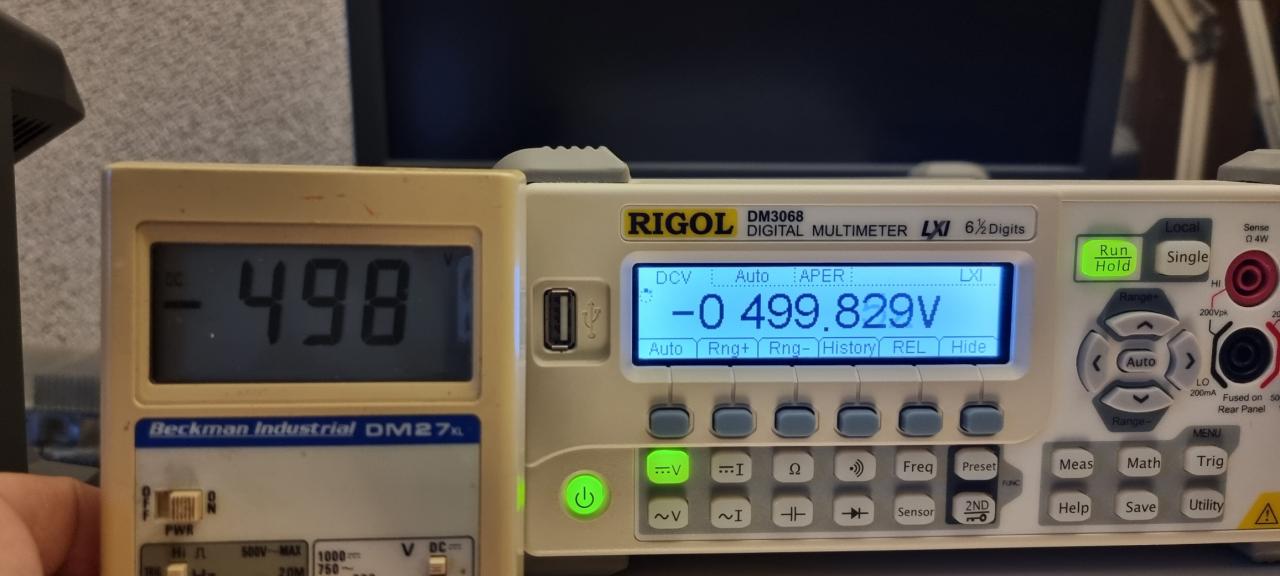 DC
V
-498
Beckman Industrial DM27XL
OFF
ON
PWR
Hi
500V~MAX
20M
1000
750~
V
DC
RIGOL
DM3068
DIGITAL MULTIMETER LXI 6½ Digits
DCV Auto APER LXI
-0 499.829V
Auto Rng+ Rng- History REL Hide
V I Ω Freq Preset
~V ~I Sensor 2ND
FUNC
Run
Hold
Local
Single
Range+
Auto
Range-
MENU
Meas Math Trig
Help Save Utility
Sense
Ω 4W
HI
200Vpk
LO
200mA
Fused on
Rear Panel